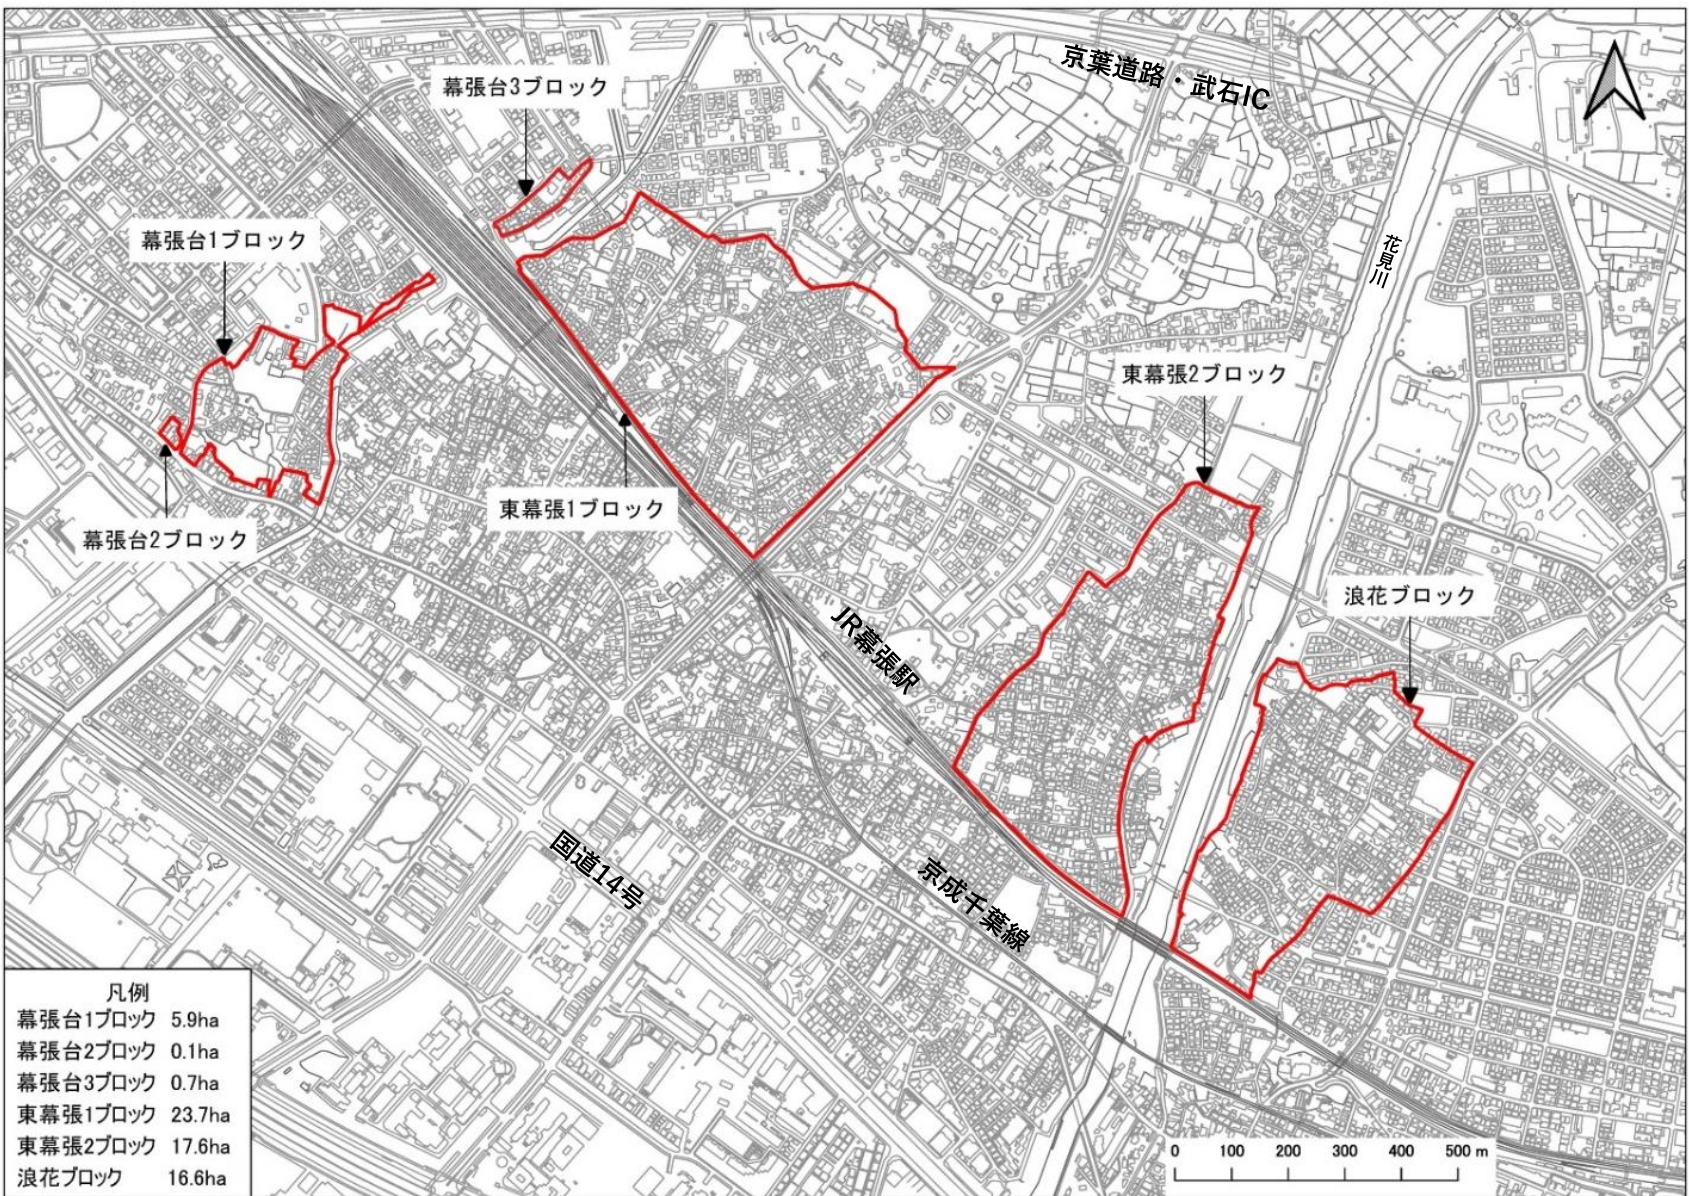 京葉道路・武石IC
幕張台3ブロック
幕張台1ブロック
花見川
東幕張2ブロック
東幕張1ブロック
幕張台2ブロック
浪花ブロック
JR幕張駅
国道14号
京成千葉線
凡例
幕張台1ブロック 5.9ha
幕張台2ブロック 0.1ha
幕張台3ブロック 0.7ha
東幕張1ブロック 23.7ha
東幕張2ブロック 17.6ha
浪花ブロック 16.6ha
0 100 200 300 400 500 m